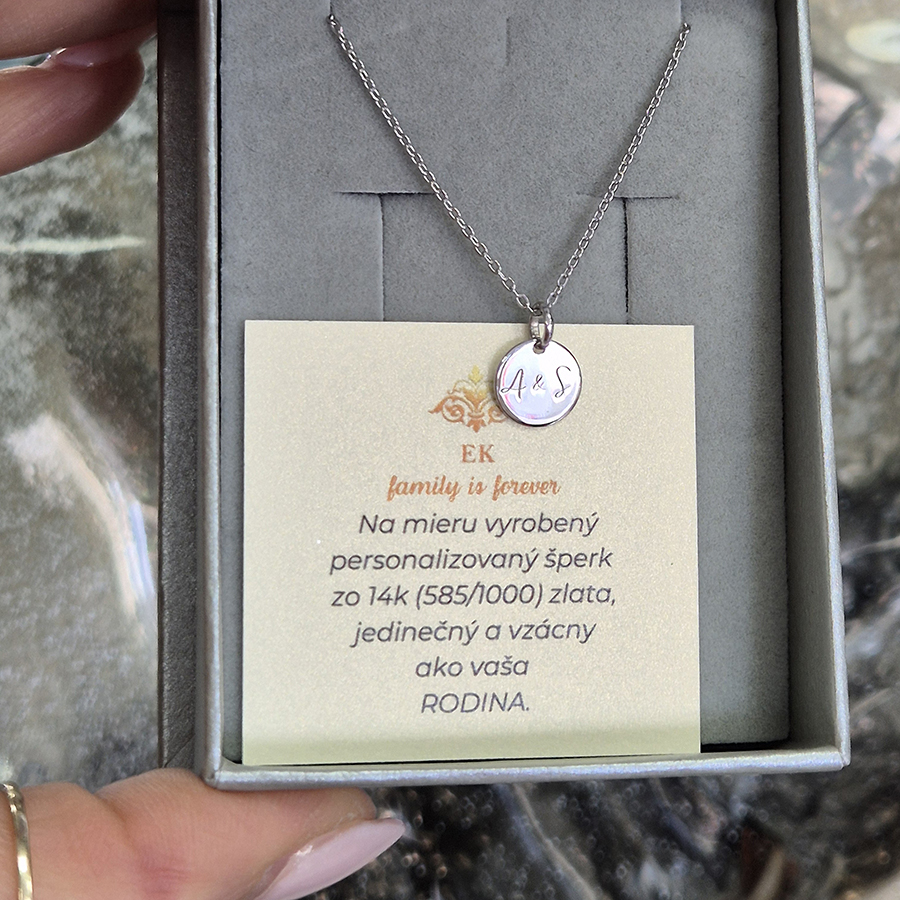 A & S
EK
family is forever
Na mieru vyrobený
personalizovaný šperk
zo 14k (585/1000) zlata,
jedinečný a vzácny
ako vaša
RODINA.